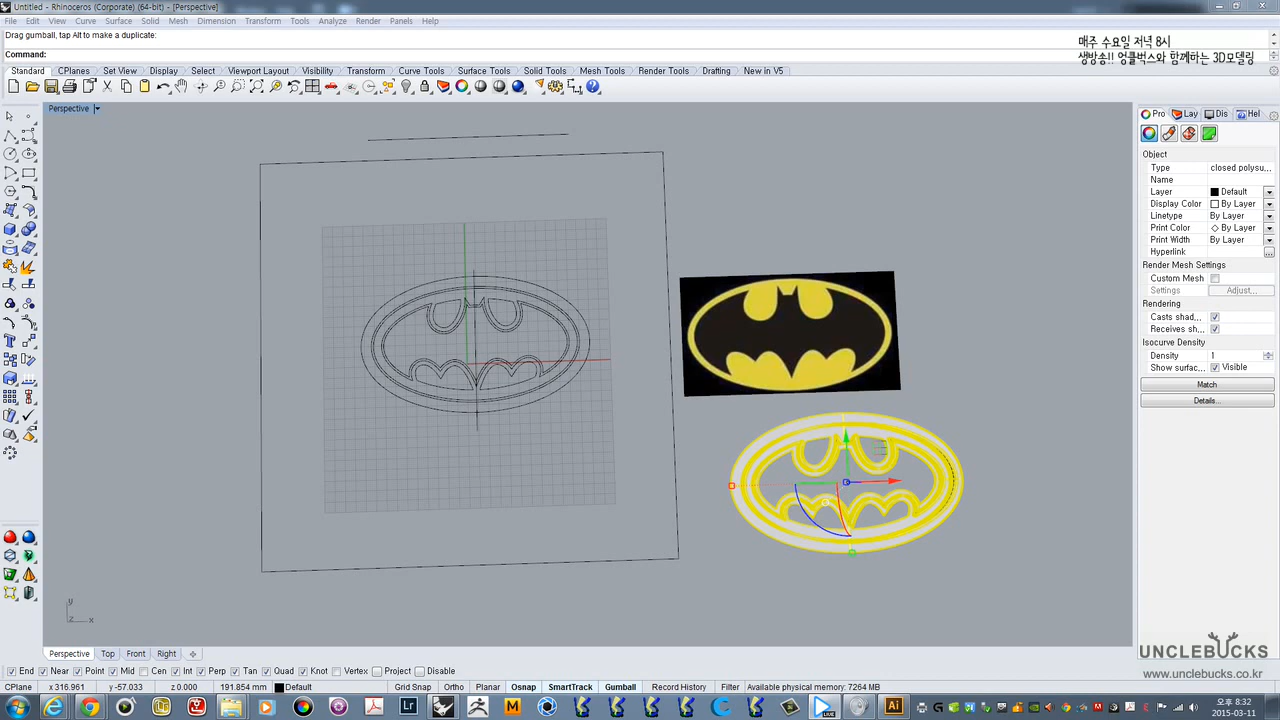 Untitled - Rhinoceros (Corporate) (64-bit) - [Perspective]
File Edit View Curve Surface Solid Mesh Dimension Transform Tools Analyze Render Panels Help
Drag gumball, tap Alt to make a duplicate:
Command:
매주 수요일 저녁 8시
생방송!! 엉클벅스와 함께하는 3D모델링
Standard CPlanes Set View Display Select Viewport Layout Visibility Transform Curve Tools Surface Tools Solid Tools Mesh Tools Render Tools Drafting New in V5
Perspective
Pro Lay Dis Hel
Object
Type closed polysu...
Name
Layer Default
Display Color By Layer
Linetype By Layer
Print Color By Layer
Print Width By Layer
Hyperlink ...
Render Mesh Settings
Custom Mesh
Settings Adjust...
Rendering
Casts shad...
Receives sh...
Isocurve Density
Density 1
Show surfac... Visible
Match
Details...
y
z x
Perspective Top Front Right
End Near Point Mid Cen Int Perp Tan Quad Knot Vertex Project Disable
UNCLEBUCKS
www.unclebucks.co.kr
CPlane x 316.961 y -57.033 z 0.000 191.854 mm Default Grid Snap Ortho Planar Osnap SmartTrack Gumball Record History Filter Available physical memory: 7264 MB
Lr M LIVE Ai
오후 8:32
2015-03-11